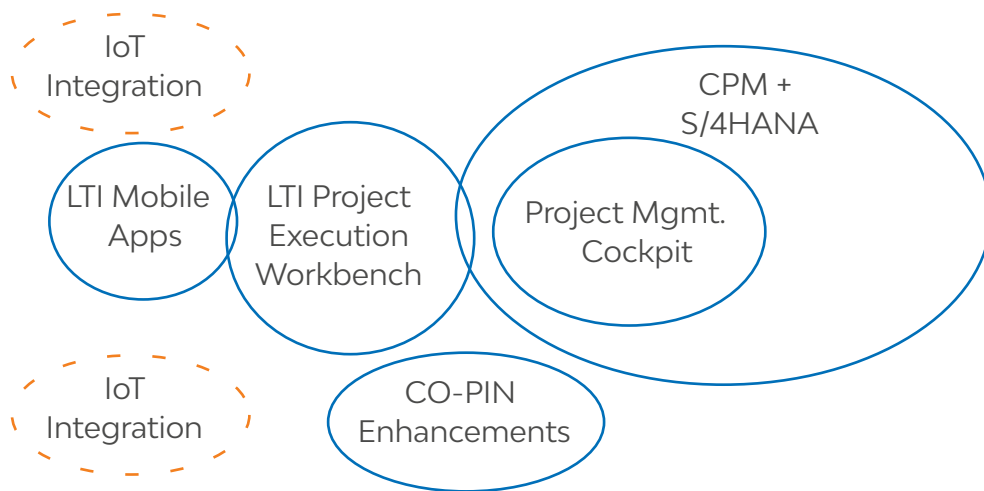 IoT
Integration
CPM +
S/4HANA
LTI Mobile
Apps
LTI Project
Execution
Workbench
Project Mgmt.
Cockpit
IoT
Integration
CO-PIN
Enhancements